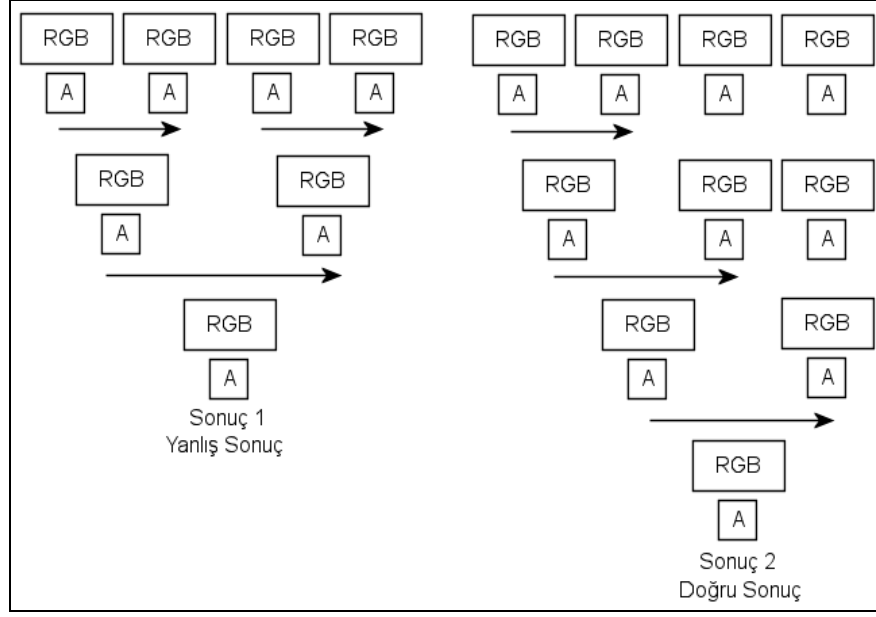 RGB RGB RGB RGB
A A A A
RGB RGB
A A
RGB
A
Sonuç 1
Yanlış Sonuç
RGB RGB RGB RGB
A A A A
RGB RGB RGB
A A A
RGB RGB
A A
RGB
A
Sonuç 2
Doğru Sonuç